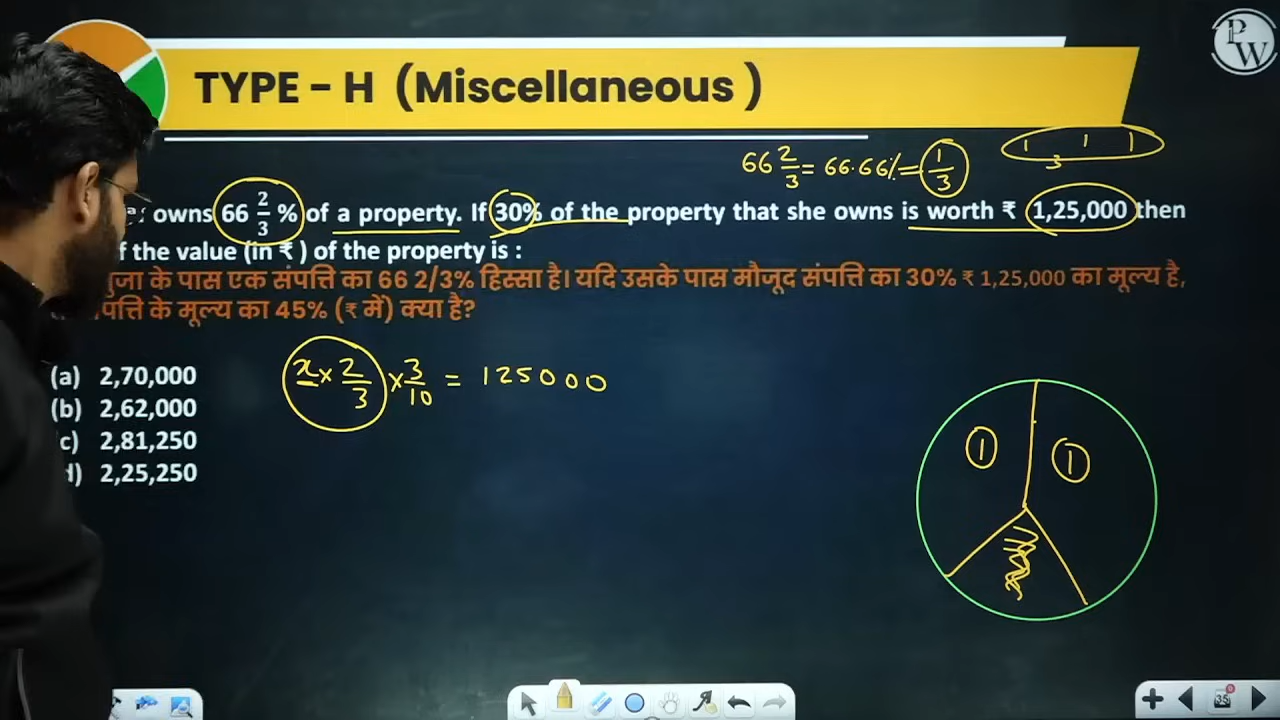 PW
TYPE - H (Miscellaneous )
66 2/3 = 66.66% = 1/3
1 1 1
3
owns 66 2/3 % of a property. If 30% of the property that she owns is worth ₹ 1,25,000 then
f the value (in ₹ ) of the property is :
के पास एक संपत्ति का 66 2/3% हिस्सा है। यदि उसके पास मौजूद संपत्ति का 30% ₹ 1,25,000 का मूल्य है,
के मूल्य का 45% (₹ में) क्या है?
x × 2/3 × 3/10 = 125000
(a) 2,70,000
(b) 2,62,000
c) 2,81,250
d) 2,25,250
1 1
35